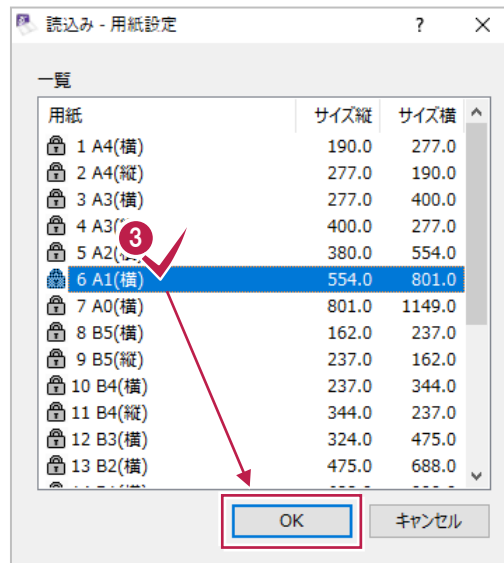 読込み - 用紙設定 ? ×
一覧
用紙 サイズ縦 サイズ横
1 A4(横) 190.0 277.0
2 A4(縦) 277.0 190.0
3 A3(横) 277.0 400.0
4 A3( 400.0 277.0
3
5 A2( 380.0 554.0
6 A1(横) 554.0 801.0
7 A0(横) 801.0 1149.0
8 B5(横) 162.0 237.0
9 B5(縦) 237.0 162.0
10 B4(横) 237.0 344.0
11 B4(縦) 344.0 237.0
12 B3(横) 324.0 475.0
13 B2(横) 475.0 688.0
OK キャンセル